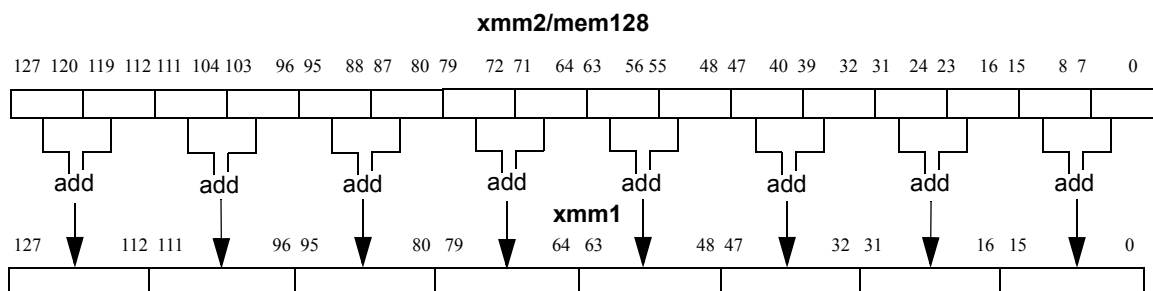 xmm2/mem128
127 120 119 112 111 104 103 96 95 88 87 80 79 72 71 64 63 56 55 48 47 40 39 32 31 24 23 16 15 8 7 0
add add add add add add add add
xmm1
127 112 111 96 95 80 79 64 63 48 47 32 31 16 15 0